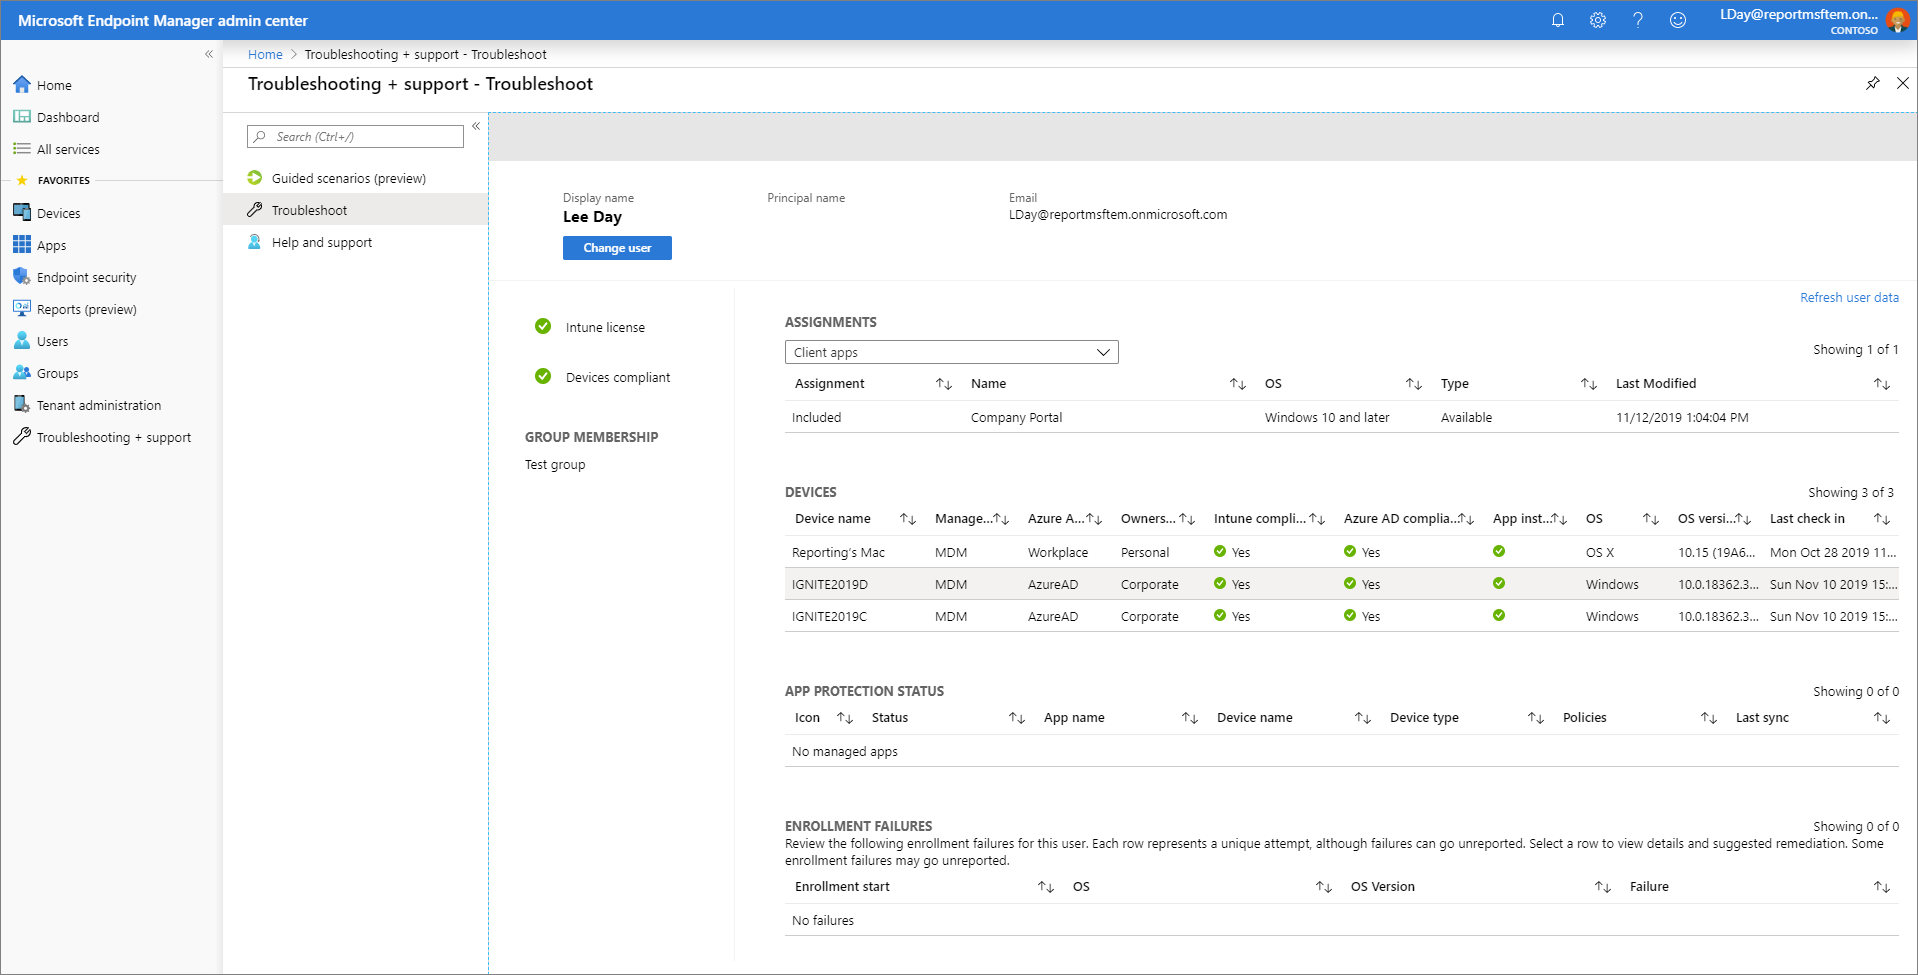 Microsoft Endpoint Manager admin center
LDay@reportmsftem.on...
CONTOSO
Home
Dashboard
All services
FAVORITES
Devices
Apps
Endpoint security
Reports (preview)
Users
Groups
Tenant administration
Troubleshooting + support
Home > Troubleshooting + support - Troubleshoot
Troubleshooting + support - Troubleshoot
Search (Ctrl+/)
Guided scenarios (preview)
Troubleshoot
Help and support
Display name Principal name Email
Lee Day LDay@reportmsftem.onmicrosoft.com
Change user
Refresh user data
Intune license
Devices compliant
GROUP MEMBERSHIP
Test group
ASSIGNMENTS
Client apps
Showing 1 of 1
Assignment Name OS Type Last Modified
Included Company Portal Windows 10 and later Available 11/12/2019 1:04:04 PM
DEVICES
Showing 3 of 3
Device name Manage... Azure A... Owners... Intune compli... Azure AD complia... App inst... OS OS versi... Last check in
Reporting's Mac MDM Workplace Personal Yes Yes OS X 10.15 (19A6... Mon Oct 28 2019 11...
IGNITE2019D MDM AzureAD Corporate Yes Yes Windows 10.0.18362.3... Sun Nov 10 2019 15:...
IGNITE2019C MDM AzureAD Corporate Yes Yes Windows 10.0.18362.3... Sun Nov 10 2019 15:...
APP PROTECTION STATUS
Showing 0 of 0
Icon Status App name Device name Device type Policies Last sync
No managed apps
ENROLLMENT FAILURES
Showing 0 of 0
Review the following enrollment failures for this user. Each row represents a unique attempt, although failures can go unreported. Select a row to view details and suggested remediation. Some
enrollment failures may go unreported.
Enrollment start OS OS Version Failure
No failures